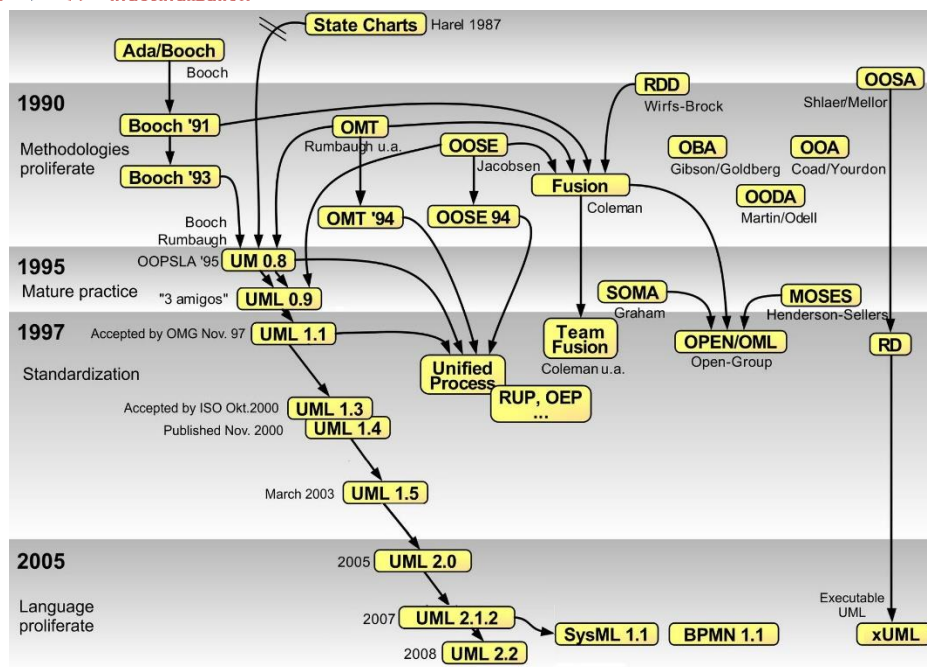 State Charts
Harel 1987
Ada/Booch
Booch
RDD
Wirfs-Brock
OOSA
Shlaer/Mellor
1990
Methodologies
proliferate
Booch '91
OMT
Rumbaugh u.a.
OOSE
Jacobsen
OBA
Gibson/Goldberg
OOA
Coad/Yourdon
Booch '93
Fusion
Coleman
OODA
Martin/Odell
OMT '94
OOSE 94
Booch
Rumbaugh
OOPSLA '95
UM 0.8
1995
Mature practice
"3 amigos"
UML 0.9
SOMA
Graham
MOSES
Henderson-Sellers
1997
Standardization
Accepted by OMG Nov. 97
UML 1.1
Team
Fusion
Coleman u.a.
OPEN/OML
Open-Group
RD
Unified
Process
RUP, OEP
...
Accepted by ISO Okt.2000
UML 1.3
Published Nov. 2000
UML 1.4
March 2003
UML 1.5
2005
Language
proliferate
2005
UML 2.0
2007
UML 2.1.2
2008
UML 2.2
SysML 1.1
BPMN 1.1
Executable
UML
xUML